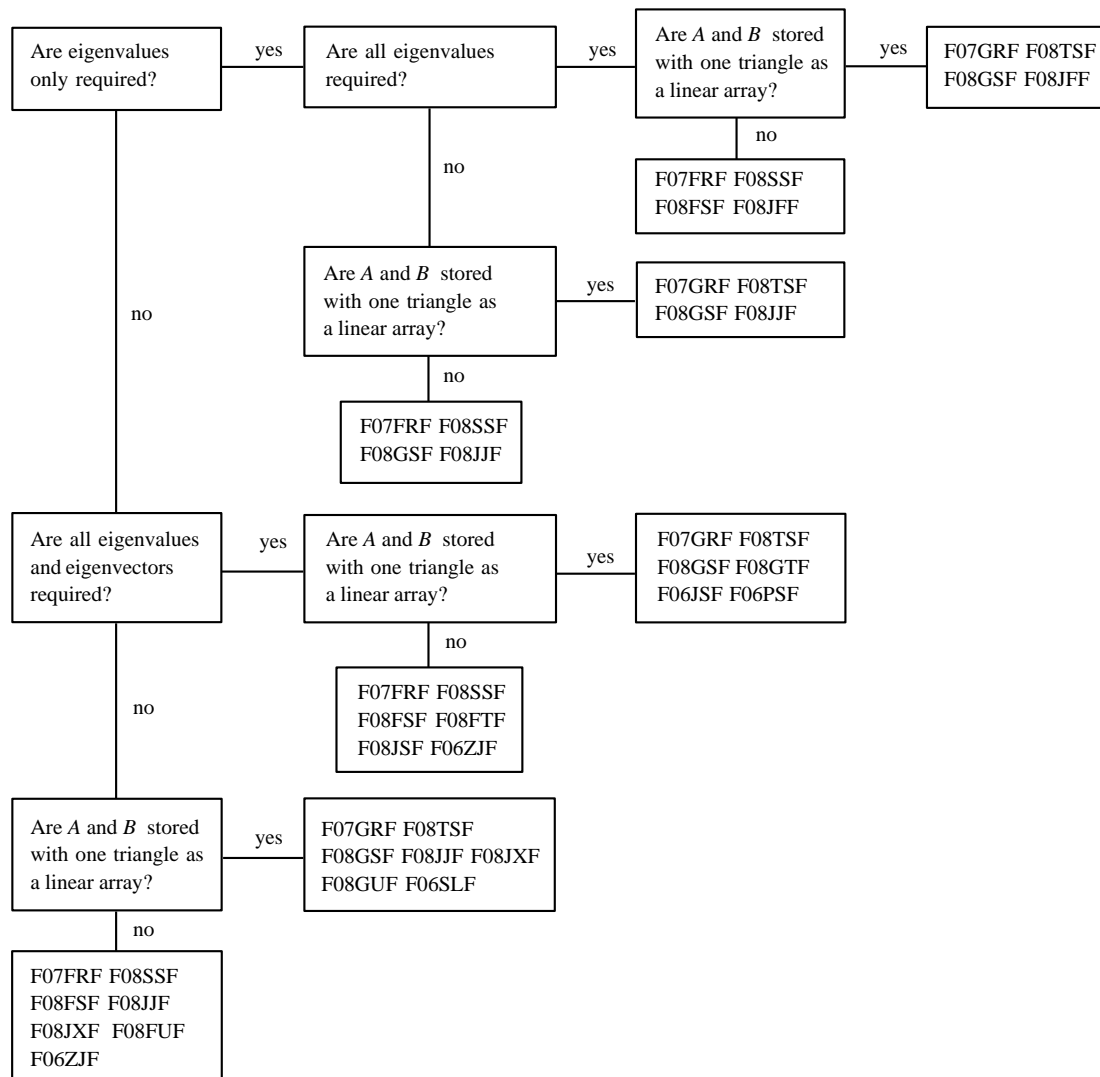 Are eigenvalues
only required?
yes
Are all eigenvalues
required?
yes
Are A and B stored
with one triangle as
a linear array?
yes
F07GRF F08TSF
F08GSF F08JFF
no
F07FRF F08SSF
F08FSF F08JFF
no
Are A and B stored
with one triangle as
a linear array?
yes
F07GRF F08TSF
F08GSF F08JJF
no
F07FRF F08SSF
F08GSF F08JJF
no
Are all eigenvalues
and eigenvectors
required?
yes
Are A and B stored
with one triangle as
a linear array?
yes
F07GRF F08TSF
F08GSF F08GTF
F06JSF F06PSF
no
F07FRF F08SSF
F08FSF F08FTF
F08JSF F06ZJF
no
Are A and B stored
with one triangle as
a linear array?
yes
F07GRF F08TSF
F08GSF F08JJF F08JXF
F08GUF F06SLF
no
F07FRF F08SSF
F08FSF F08JJF
F08JXF F08FUF
F06ZJF